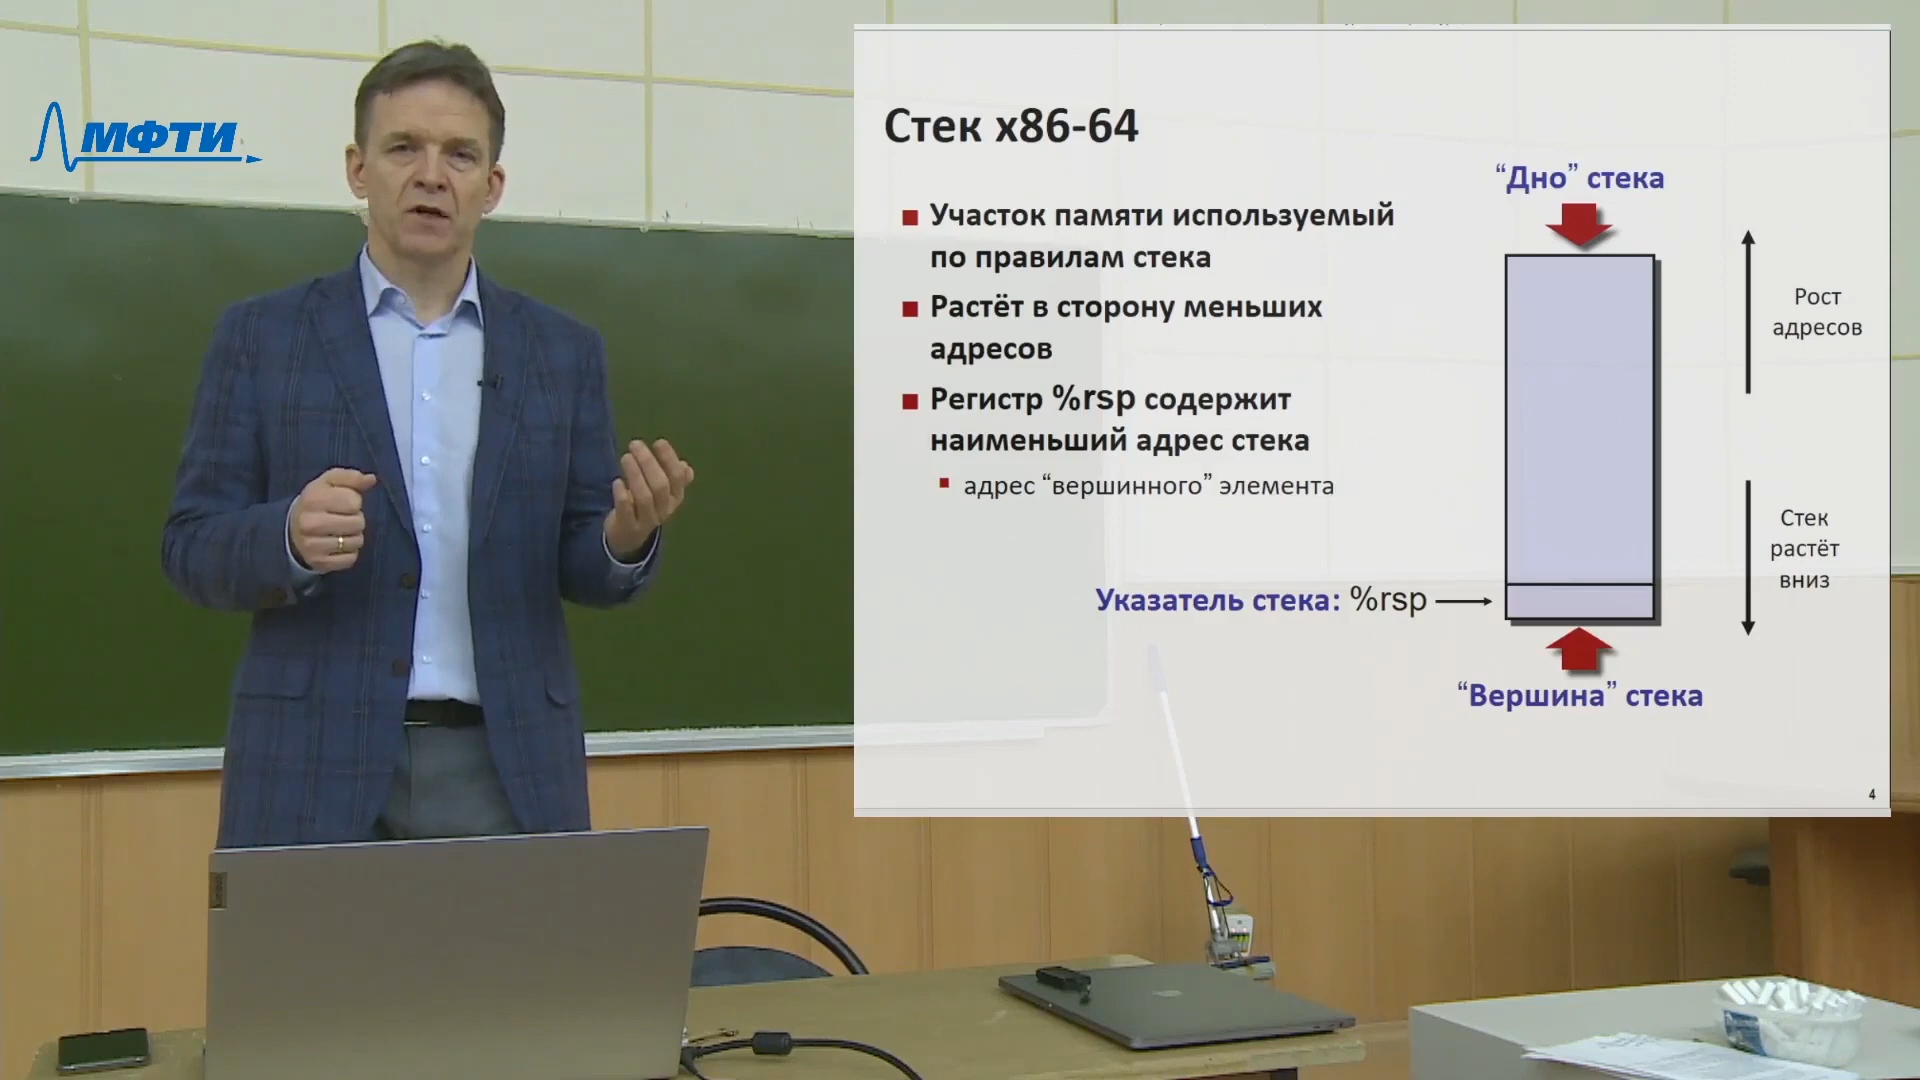 МФТИ
Стек x86-64
“Дно” стека
Участок памяти используемый
по правилам стека
Растёт в сторону меньших
адресов
Регистр %rsp содержит
наименьший адрес стека
адрес “вершинного” элемента
Рост
адресов
Стек
растёт
вниз
Указатель стека: %rsp
“Вершина” стека
4